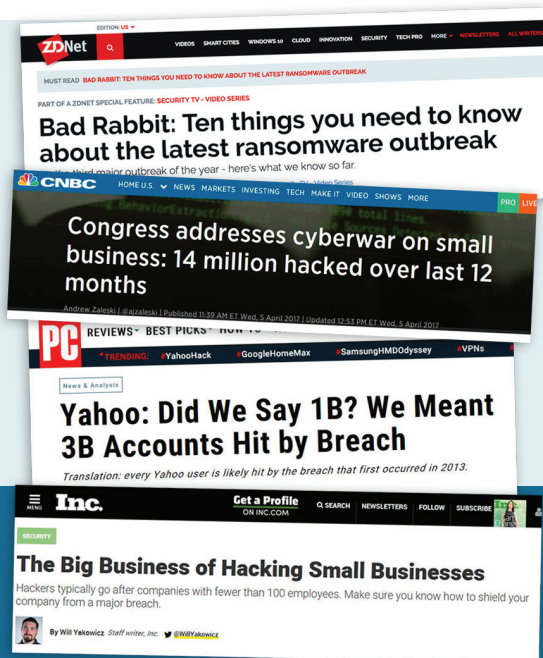 EDITION: US
ZDNet
VIDEOS SMART CITIES WINDOWS 10 CLOUD INNOVATION SECURITY TECH PRO MORE NEWSLETTERS ALL WRITERS
MUST READ BAD RABBIT: TEN THINGS YOU NEED TO KNOW ABOUT THE LATEST RANSOMWARE OUTBREAK
PART OF A ZDNET SPECIAL FEATURE: SECURITY TV - VIDEO SERIES
Bad Rabbit: Ten things you need to know
about the latest ransomware outbreak
third major outbreak of the year - here's what we know so far.
Video Series
CNBC HOME U.S. NEWS MARKETS INVESTING TECH MAKE IT VIDEO SHOWS MORE PRO LIVE
total lines.
Congress addresses cyberwar on small
business: 14 million hacked over last 12
months
Andrew Zaleski | @ajzaleski | Published 11:39 AM ET Wed, 5 April 2017 | Updated 12:53 PM ET Wed, 5 April 2017
PC
REVIEWS BEST PICKS HOW-TO
TRENDING: #YahooHack #GoogleHomeMax #SamsungHMDOdyssey #VPNs
News & Analysis
Yahoo: Did We Say 1B? We Meant
3B Accounts Hit by Breach
Translation: every Yahoo user is likely hit by the breach that first occurred in 2013.
MENU Inc. Get a Profile ON INC.COM SEARCH NEWSLETTERS FOLLOW SUBSCRIBE
SECURITY
The Big Business of Hacking Small Businesses
Hackers typically go after companies with fewer than 100 employees. Make sure you know how to shield your
company from a major breach.
By Will Yakowicz Staff writer, Inc. @WillYakowicz